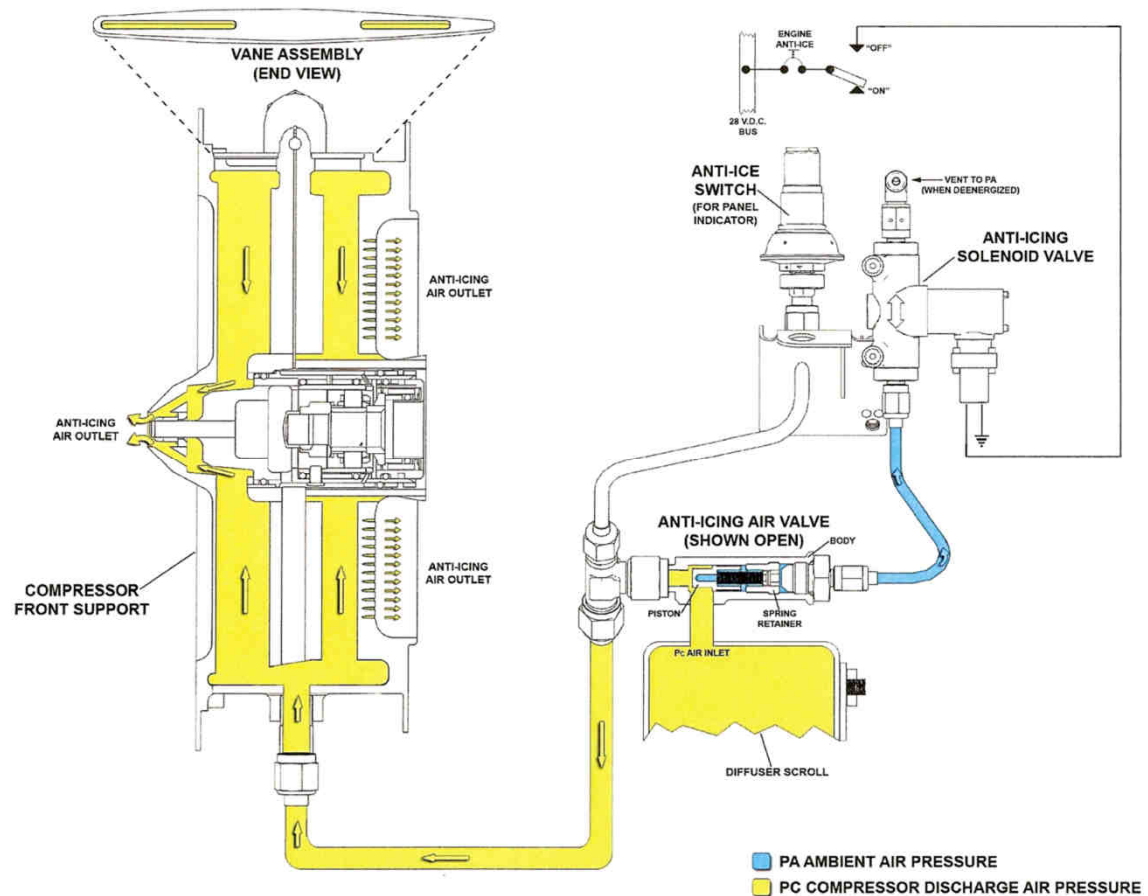 VANE ASSEMBLY
(END VIEW)
ENGINE
ANTI-ICE
"OFF"
"ON"
28 V.D.C.
BUS
ANTI-ICE
SWITCH
(FOR PANEL
INDICATOR)
VENT TO PA
(WHEN DEENERGIZED)
ANTI-ICING
SOLENOID VALVE
ANTI-ICING
AIR OUTLET
ANTI-ICING
AIR OUTLET
ANTI-ICING
AIR OUTLET
COMPRESSOR
FRONT SUPPORT
ANTI-ICING AIR VALVE
(SHOWN OPEN)
BODY
PISTON
SPRING
RETAINER
Pc AIR INLET
DIFFUSER SCROLL
PA AMBIENT AIR PRESSURE
PC COMPRESSOR DISCHARGE AIR PRESSURE